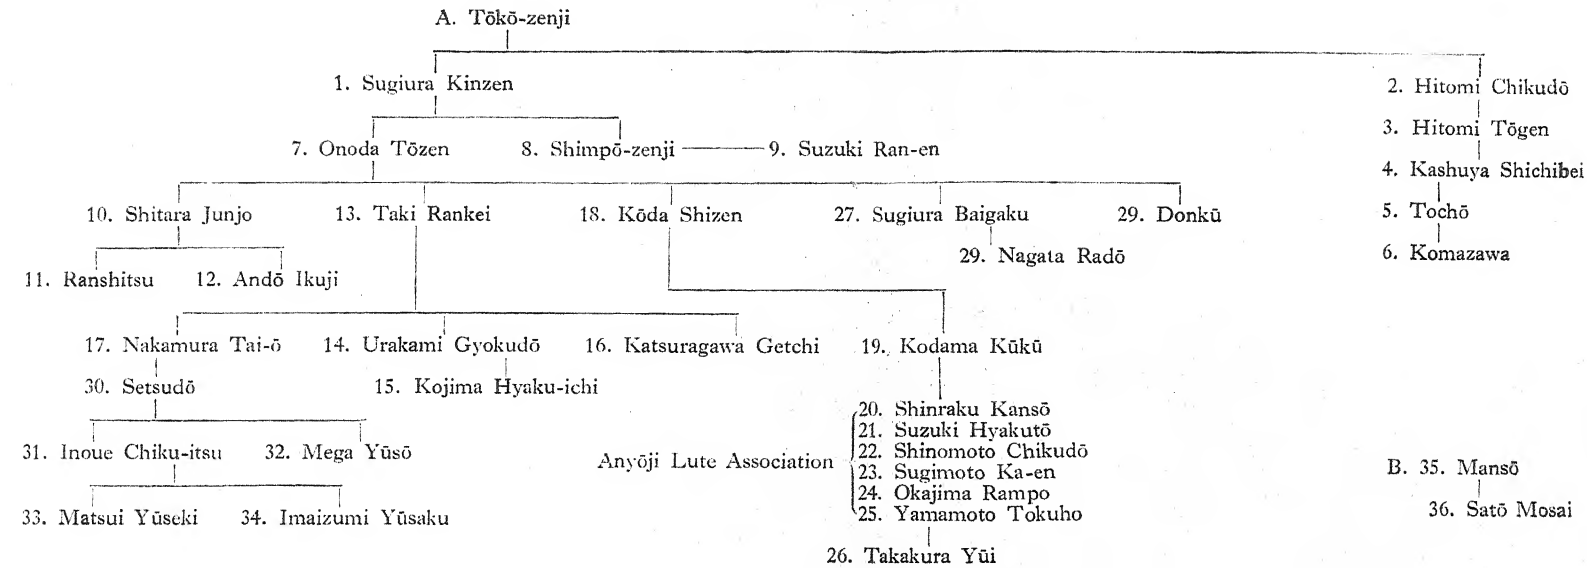 A. Tōkō-zenji
1. Sugiura Kinzen
2. Hitomi Chikudō
3. Hitomi Tōgen
7. Onoda Tōzen 8. Shimpō-zenji 9. Suzuki Ran-en
4. Kashuya Shichibei
10. Shitara Junjo 13. Taki Rankei 18. Kōda Shizen 27. Sugiura Baigaku 29. Donkū
5. Tochō
29. Nagata Radō
6. Komazawa
11. Ranshitsu 12. Andō Ikuji
17. Nakamura Tai-ō 14. Urakami Gyokudō 16. Katsuragawa Getchi 19. Kodama Kūkū
30. Setsudō 15. Kojima Hyaku-ichi
20. Shinraku Kansō
21. Suzuki Hyakutō
31. Inoue Chiku-itsu 32. Mega Yūsō
22. Shinomoto Chikudō
Anyōji Lute Association
23. Sugimoto Ka-en
B. 35. Mansō
24. Okajima Rampo
36. Satō Mosai
33. Matsui Yūseki 34. Imaizumi Yūsaku
25. Yamamoto Tokuho
26. Takakura Yūi